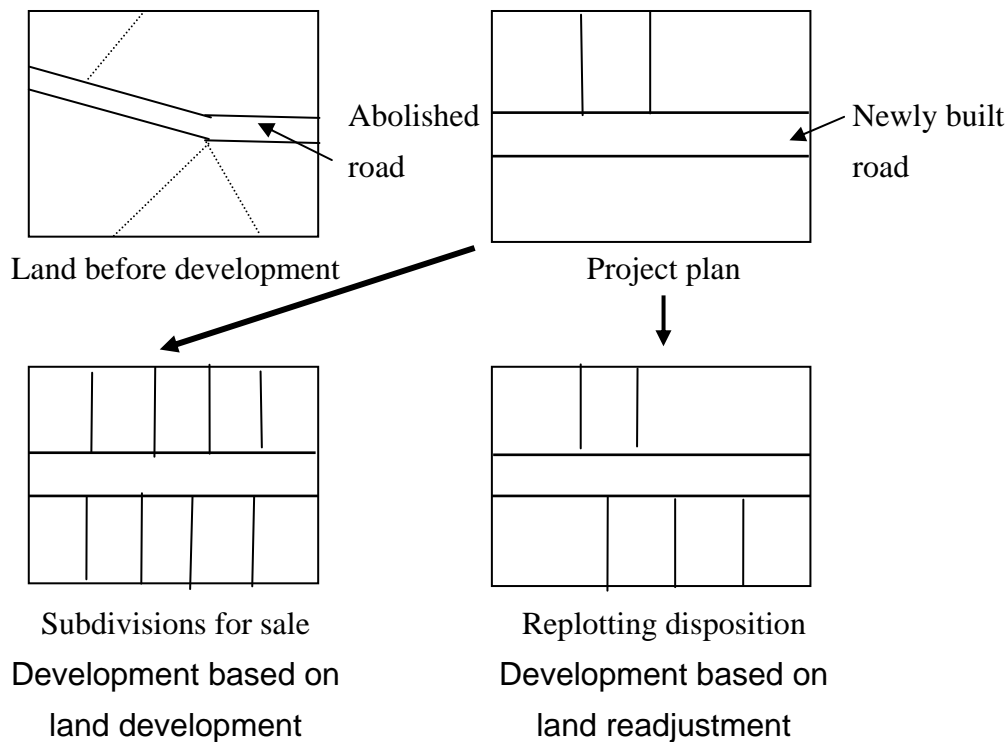 Abolished
road
Newly built
road
Land before development
Project plan
Subdivisions for sale
Replotting disposition
Development based on
land development
Development based on
land readjustment